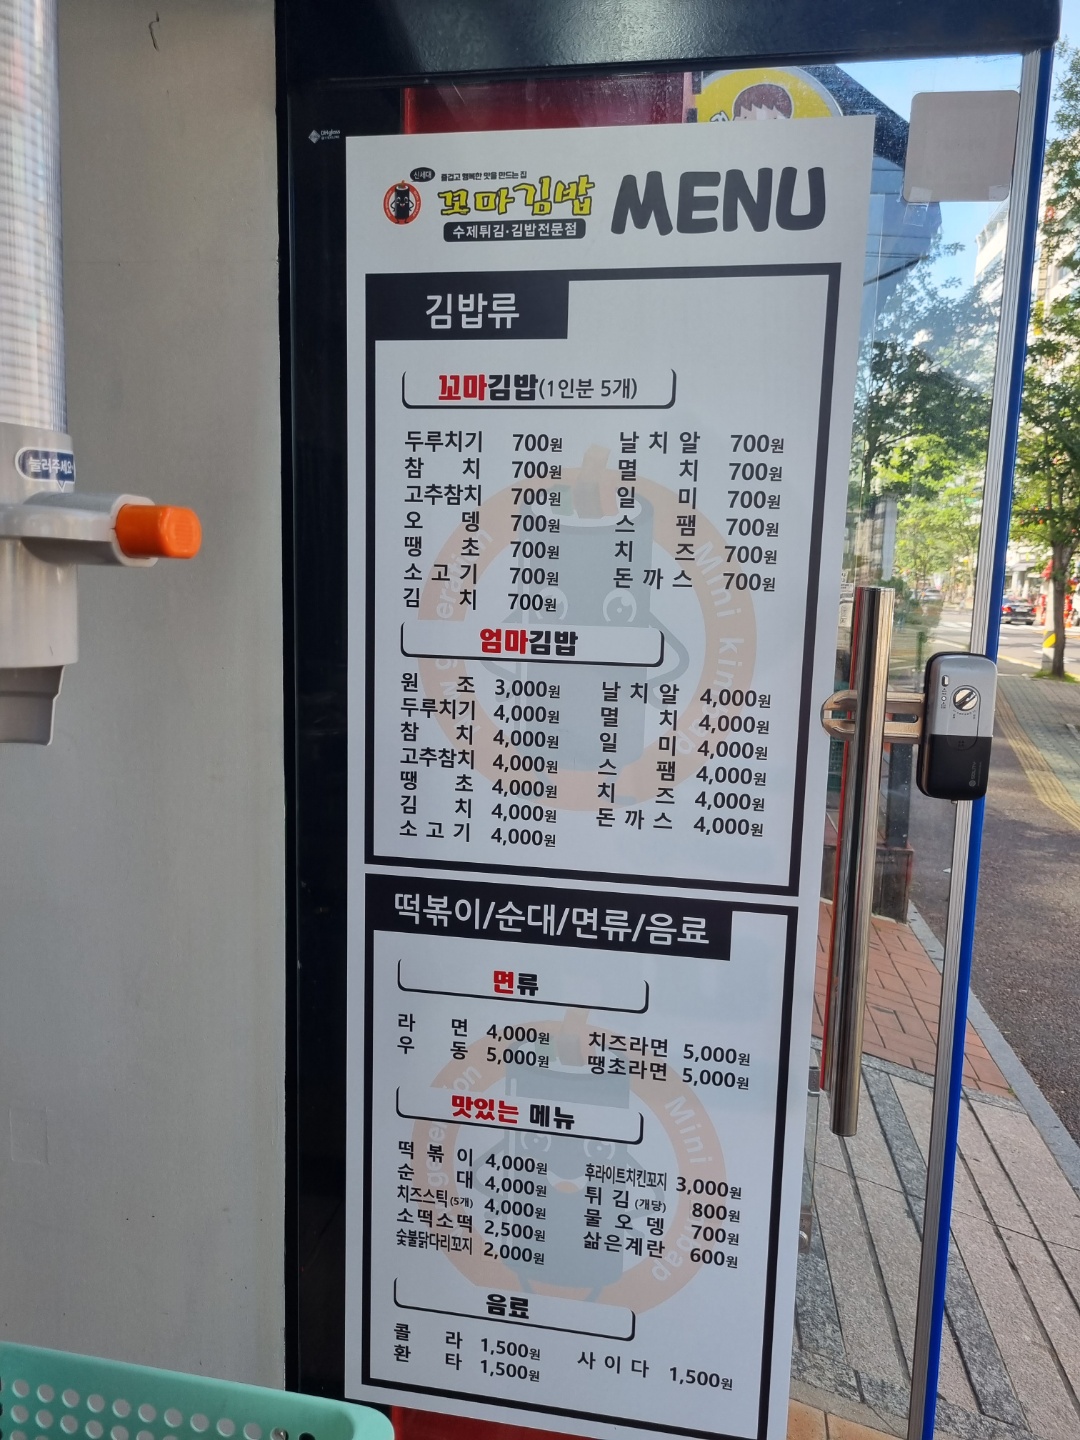 신세대
즐겁고 행복한 맛을 만드는 집
꼬마김밥 MENU
수제튀김·김밥전문점
김밥류
꼬마김밥(1인분 5개)
두루치기 700원 날치알 700원
참치 700원 멸치 700원
고추참치 700원 일미 700원
오뎅 700원 스팸 700원
땡초 700원 치즈 700원
소고기 700원 돈까스 700원
김치 700원
엄마김밥
원조 3,000원 날치알 4,000원
두루치기 4,000원 멸치 4,000원
참치 4,000원 일미 4,000원
고추참치 4,000원 스팸 4,000원
땡초 4,000원 치즈 4,000원
김치 4,000원 돈까스 4,000원
소고기 4,000원
떡볶이/순대/면류/음료
면류
라면 4,000원 치즈라면 5,000원
우동 5,000원 땡초라면 5,000원
맛있는 메뉴
떡볶이 4,000원 후라이트치킨꼬지 3,000원
순대 4,000원 튀김(개당) 800원
치즈스틱(5개) 4,000원 물오뎅 700원
소떡소떡 2,500원 삶은계란 600원
숯불닭다리꼬지 2,000원
음료
콜라 1,500원 사이다 1,500원
환타 1,500원
눌러주세요